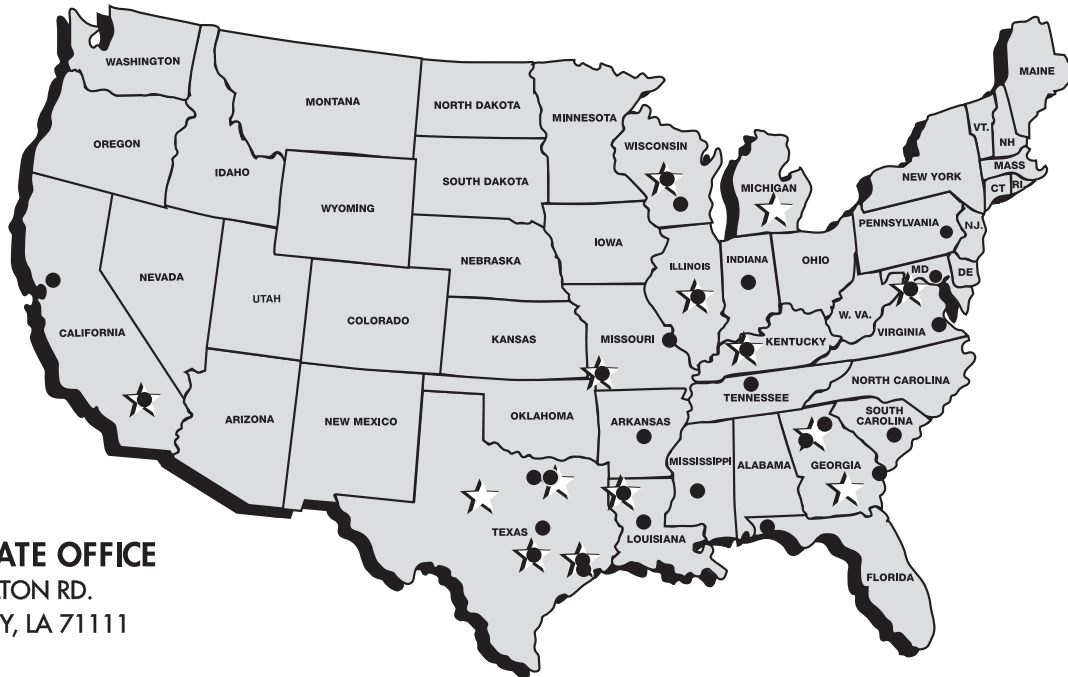 WASHINGTON
OREGON
CALIFORNIA
NEVADA
IDAHO
MONTANA
WYOMING
UTAH
COLORADO
ARIZONA
NEW MEXICO
NORTH DAKOTA
SOUTH DAKOTA
NEBRASKA
KANSAS
OKLAHOMA
TEXAS
MINNESOTA
IOWA
MISSOURI
ARKANSAS
LOUISIANA
WISCONSIN
ILLINOIS
MICHIGAN
INDIANA
OHIO
KENTUCKY
TENNESSEE
MISSISSIPPI
ALABAMA
GEORGIA
FLORIDA
SOUTH
CAROLINA
NORTH CAROLINA
VIRGINIA
W. VA.
MD
DE
PENNSYLVANIA
NJ.
NEW YORK
CT
RI
MASS
VT.
NH
MAINE
ATE OFFICE
TON RD.
Y, LA 71111